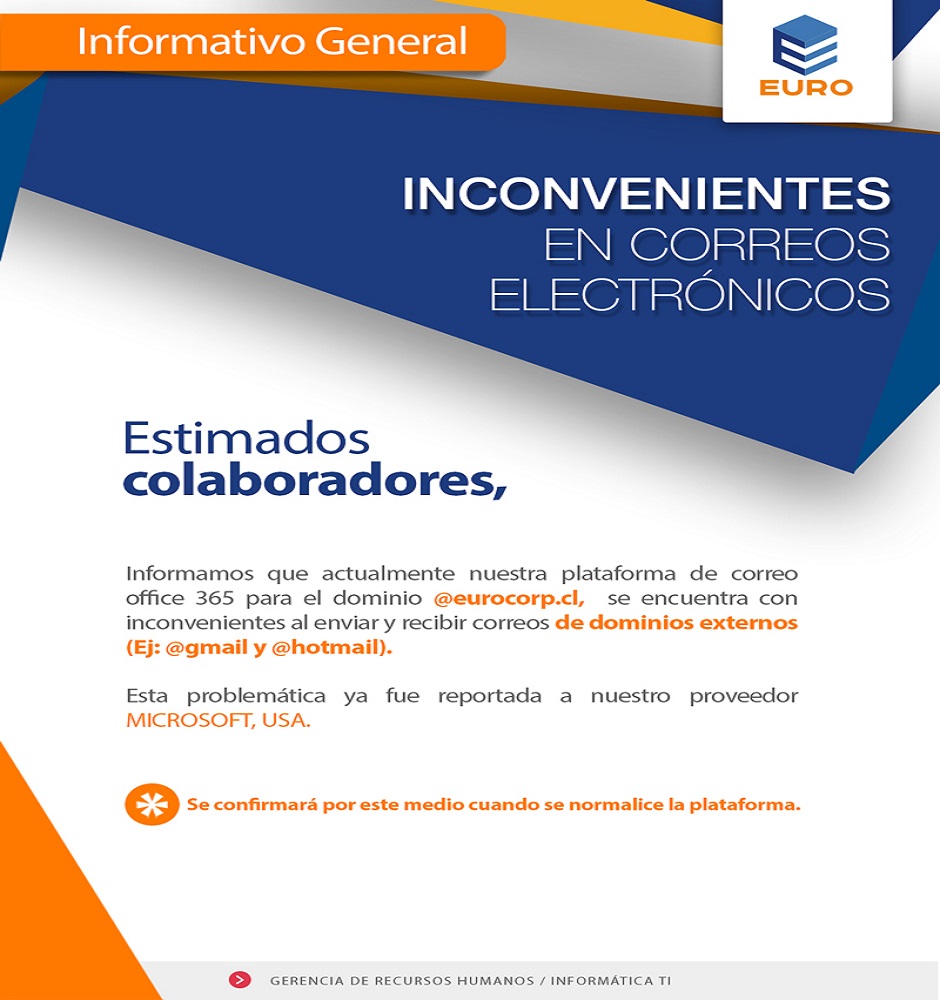 Informativo General
EURO
INCONVENIENTES
EN CORREOS
ELECTRÓNICOS
Estimados
colaboradores,
Informamos que actualmente nuestra plataforma de correo
office 365 para el dominio @eurocorp.cl, se encuentra con
inconvenientes al enviar y recibir correos de dominios externos
(Ej: @gmail y @hotmail).
Esta problemática ya fue reportada a nuestro proveedor
MICROSOFT, USA.
Se confirmará por este medio cuando se normalice la plataforma.
GERENCIA DE RECURSOS HUMANOS / INFORMÁTICA TI